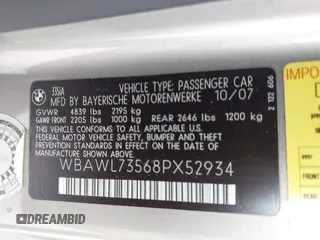 335iA
VEHICLE TYPE: PASSENGER CAR
MFD BY BAYERISCHE MOTORENWERKE 10/07
GVWR 4839 lbs 2195 kg
GAWR FRONT 2205 lbs 1000 kg REAR 2646 lbs 1200 kg
THIS VEHICLE CONFORMS TO ALL APPLICABLE FEDERAL
MOTOR VEHICLE SAFETY, BUMPER, AND THEFT PREVENTION
STANDARDS IN EFFECT ON THE DATE OF MANUFACTURE
SHOWN ABOVE.
WBAWL73568PX52934
2 122 606
IMPO
DREAMBID